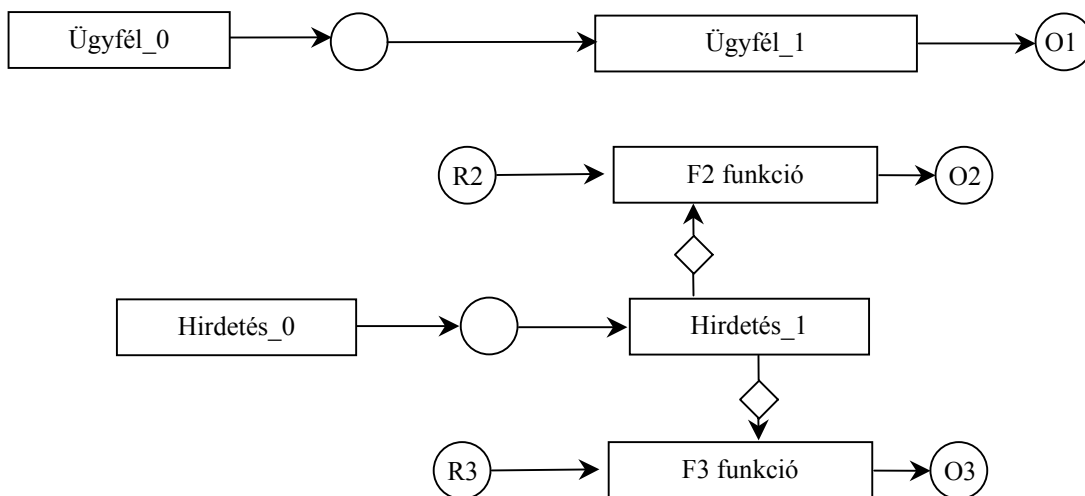 Ügyfél_0
Ügyfél_1
O1
R2
F2 funkció
O2
Hirdetés_0
Hirdetés_1
R3
F3 funkció
O3